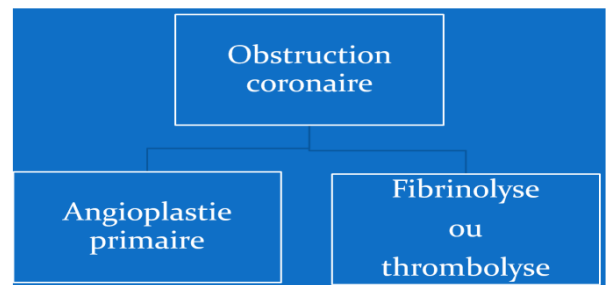 Obstruction
coronaire
Angioplastie
primaire
Fibrinolyse
ou
thrombolyse